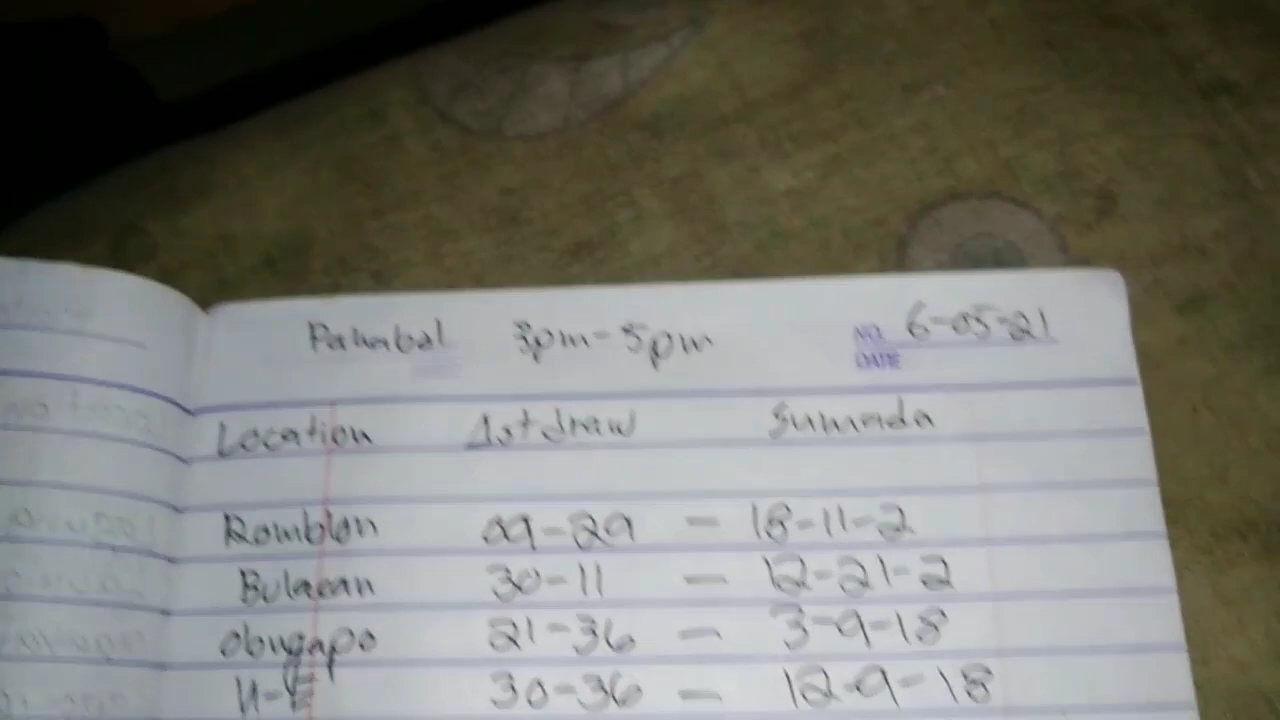 Pahabol 3pm-5pm NO. 6-05-21
DATE
Location 1st draw Sumada
Romblon 09-29 - 18-11-2
Bulacan 30-11 - 12-21-2
Olongapo 21-36 - 3-9-18
30-36 - 12-9-18